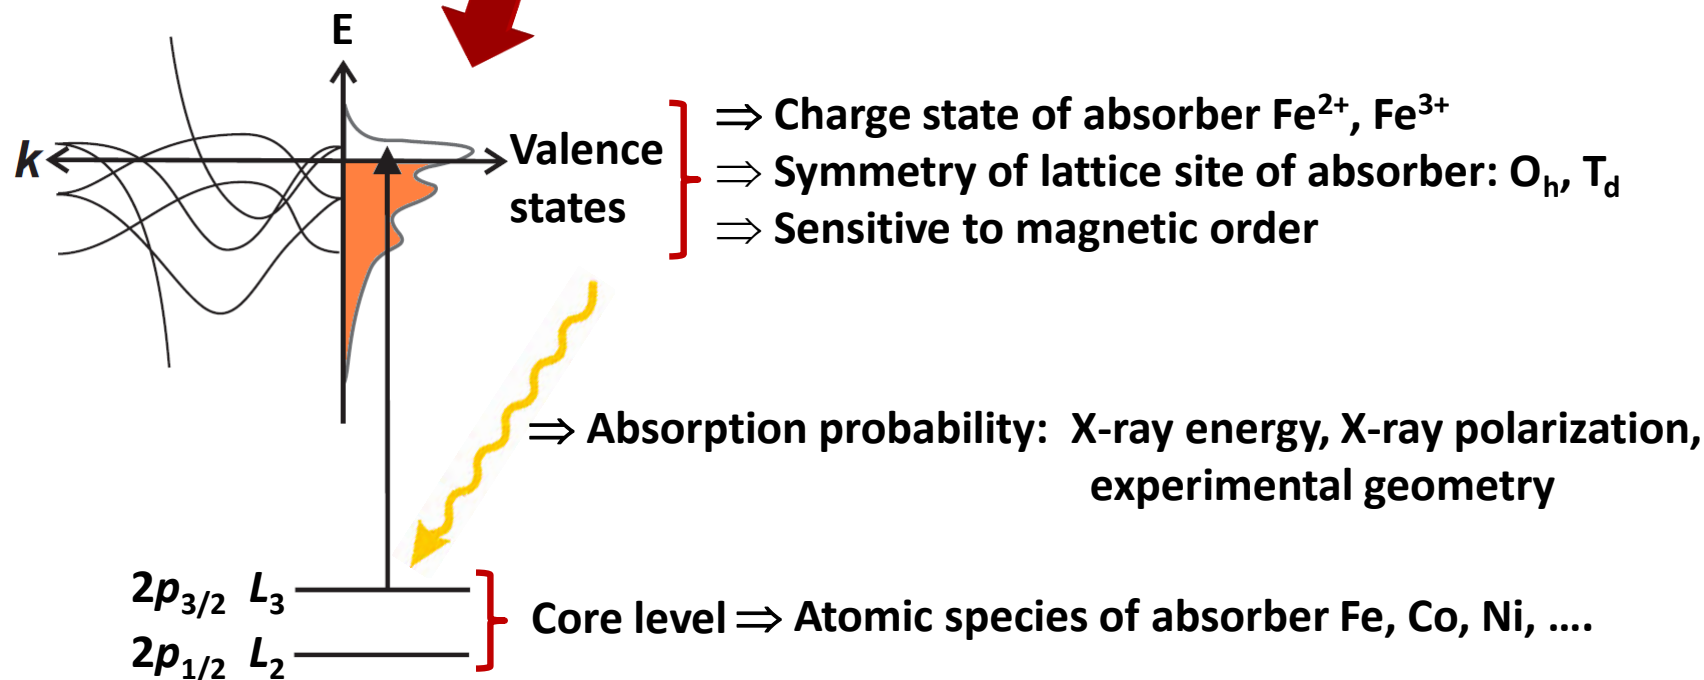 E
k
Valence
states
⇒ Charge state of absorber Fe²⁺, Fe³⁺
⇒ Symmetry of lattice site of absorber: Oₕ, T_d
⇒ Sensitive to magnetic order
⇒ Absorption probability: X-ray energy, X-ray polarization,
experimental geometry
2p₃/₂ L₃
2p₁/₂ L₂
Core level ⇒ Atomic species of absorber Fe, Co, Ni, ....